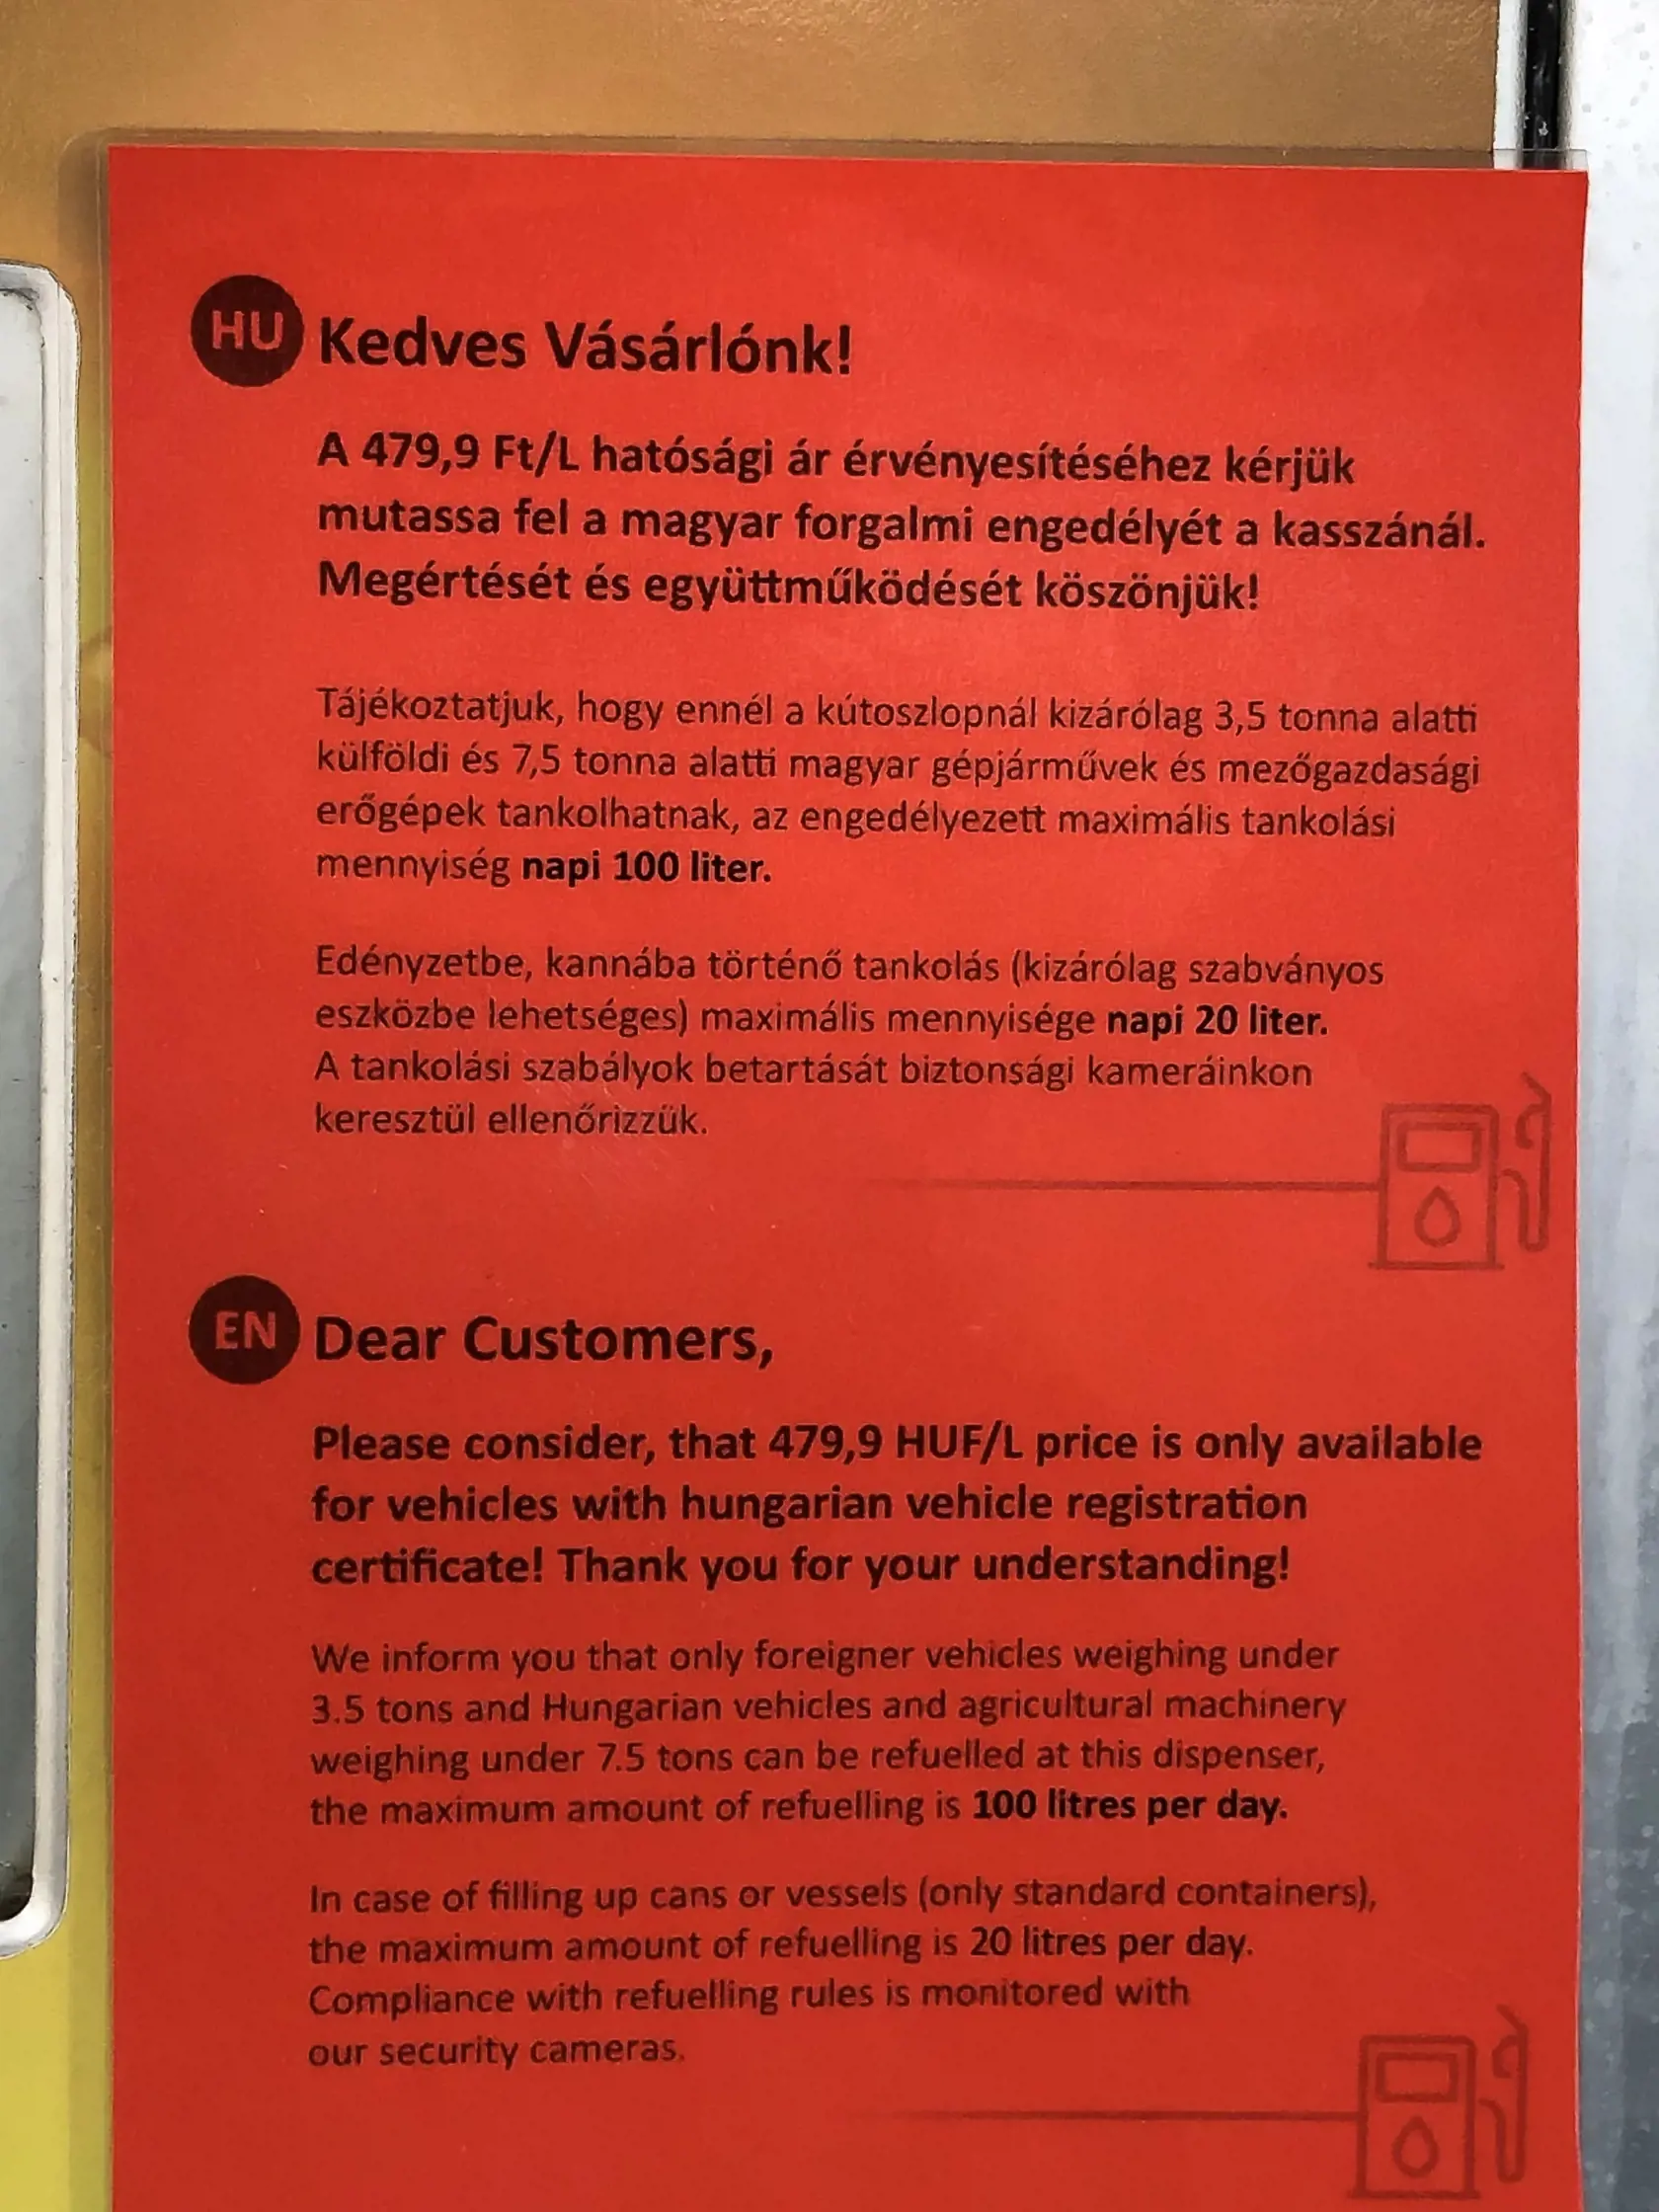 HU Kedves Vásárlónk!
A 479,9 Ft/L hatósági ár érvényesítéséhez kérjük
mutassa fel a magyar forgalmi engedélyét a kasszánál.
Megértését és együttműködését köszönjük!
Tájékoztatjuk, hogy ennél a kútoszlopnál kizárólag 3,5 tonna alatti
külföldi és 7,5 tonna alatti magyar gépjárművek és mezőgazdasági
erőgépek tankolhatnak, az engedélyezett maximális tankolási
mennyiség napi 100 liter.
Edényzetbe, kannába történő tankolás (kizárólag szabványos
eszközbe lehetséges) maximális mennyisége napi 20 liter.
A tankolási szabályok betartását biztonsági kameráinkon
keresztül ellenőrizzük.
EN Dear Customers,
Please consider, that 479,9 HUF/L price is only available
for vehicles with hungarian vehicle registration
certificate! Thank you for your understanding!
We inform you that only foreigner vehicles weighing under
3.5 tons and Hungarian vehicles and agricultural machinery
weighing under 7.5 tons can be refuelled at this dispenser,
the maximum amount of refuelling is 100 litres per day.
In case of filling up cans or vessels (only standard containers),
the maximum amount of refuelling is 20 litres per day.
Compliance with refuelling rules is monitored with
our security cameras.